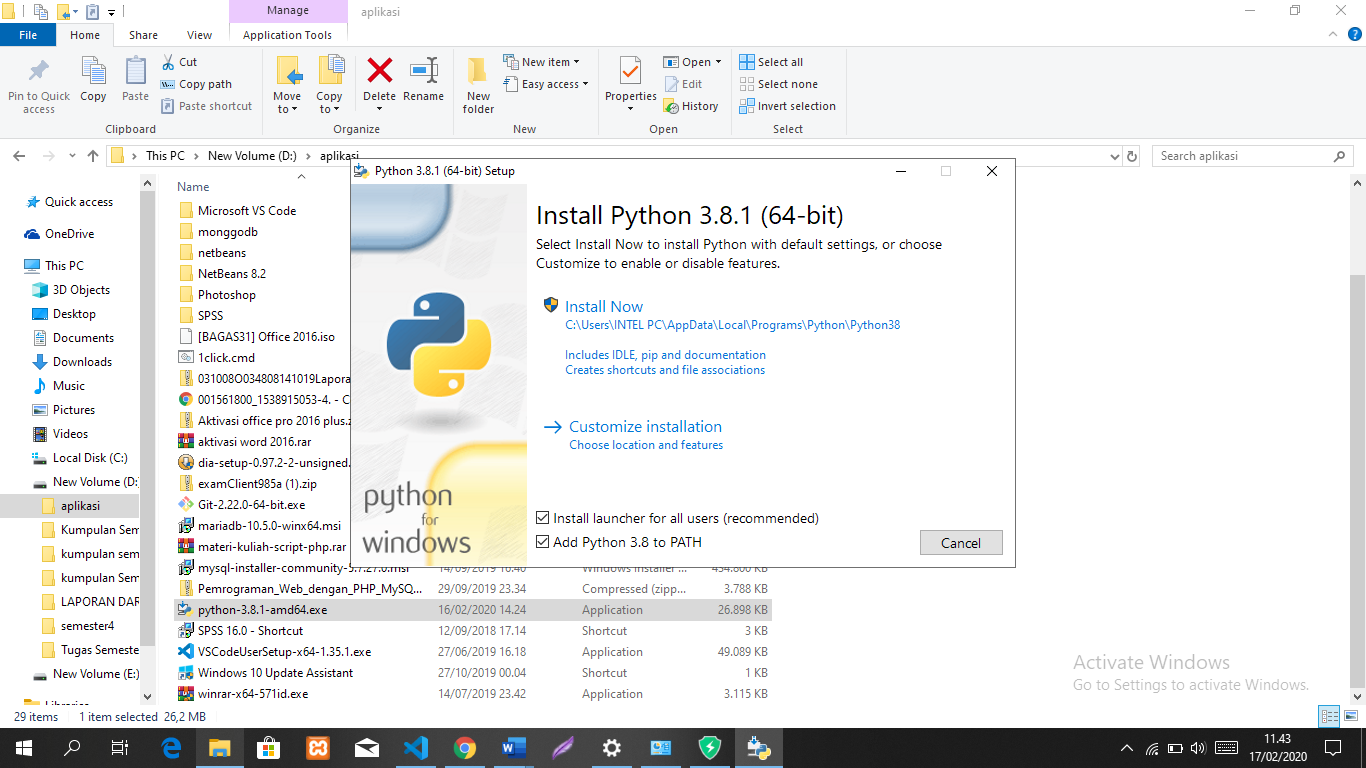 Manage
aplikasi
File
Home
Share
View
Application Tools
Pin to Quick access
Copy
Paste
Cut
Copy path
Paste shortcut
Clipboard
Move to
Copy to
Delete
Rename
Organize
New folder
New item
Easy access
New
Properties
Open
Edit
History
Open
Select all
Select none
Invert selection
Select
This PC
New Volume (D:)
aplikasi
Search aplikasi
Quick access
OneDrive
This PC
3D Objects
Desktop
Documents
Downloads
Music
Pictures
Videos
Local Disk (C:)
New Volume (D:
aplikasi
Kumpulan Sem
kumpulan sem
kumpulan Sem
LAPORAN DAR
semester4
Tugas Semeste
New Volume (E:)
Name
Microsoft VS Code
monggodb
netbeans
NetBeans 8.2
Photoshop
SPSS
[BAGAS31] Office 2016.iso
1click.cmd
031008O034808141019Lapora
001561800_1538915053-4. - C
Aktivasi office pro 2016 plus.z
aktivasi word 2016.rar
dia-setup-0.97.2-2-unsigned.
examClient985a (1).zip
Git-2.22.0-64-bit.exe
mariadb-10.5.0-winx64.msi
materi-kuliah-script-php.rar
mysql-installer-community-5.7.27.0.msi 14/09/2019 10.40 Windows Installer ... 454.800 KB
Pemrograman_Web_dengan_PHP_MySQ... 29/09/2019 23.34 Compressed (zipp... 3.788 KB
python-3.8.1-amd64.exe 16/02/2020 14.24 Application 26.898 KB
SPSS 16.0 - Shortcut 12/09/2018 17.14 Shortcut 3 KB
VSCodeUserSetup-x64-1.35.1.exe 27/06/2019 16.18 Application 49.089 KB
Windows 10 Update Assistant 27/10/2019 00.04 Shortcut 1 KB
winrar-x64-571id.exe 14/07/2019 23.42 Application 3.115 KB
Python 3.8.1 (64-bit) Setup
Install Python 3.8.1 (64-bit)
Select Install Now to install Python with default settings, or choose
Customize to enable or disable features.
Install Now
C:\Users\INTEL PC\AppData\Local\Programs\Python\Python38
Includes IDLE, pip and documentation
Creates shortcuts and file associations
Customize installation
Choose location and features
Install launcher for all users (recommended)
Add Python 3.8 to PATH
Cancel
python
for
windows
Activate Windows
Go to Settings to activate Windows.
29 items
1 item selected 26,2 MB
11.43
17/02/2020